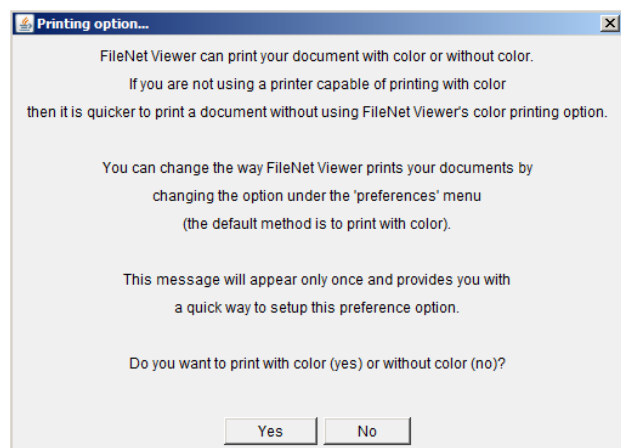 Printing option...
FileNet Viewer can print your document with color or without color.
If you are not using a printer capable of printing with color
then it is quicker to print a document without using FileNet Viewer's color printing option.
You can change the way FileNet Viewer prints your documents by
changing the option under the 'preferences' menu
(the default method is to print with color).
This message will appear only once and provides you with
a quick way to setup this preference option.
Do you want to print with color (yes) or without color (no)?
Yes No